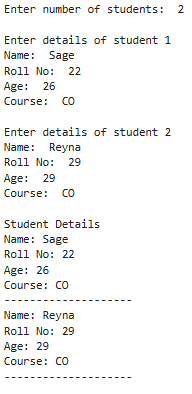 Enter number of students:  2

Enter details of student 1
Name:  Sage
Roll No:  22
Age:  26
Course:  CO

Enter details of student 2
Name:  Reyna
Roll No:  29
Age:  29
Course:  CO

Student Details
Name: Sage
Roll No: 22
Age: 26
Course: CO
--------------------
Name: Reyna
Roll No: 29
Age: 29
Course: CO
--------------------